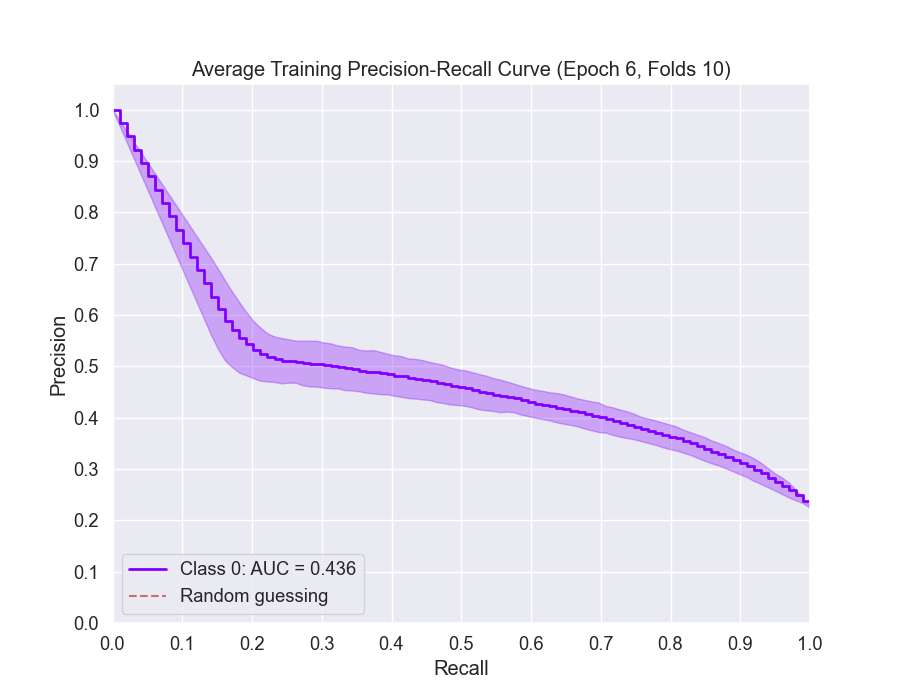 Average Training Precision-Recall Curve (Epoch 6, Folds 10)
1.0
0.9
0.8
0.7
0.6
0.5
0.4
0.3
0.2
0.1
0.0
Precision
Class 0: AUC = 0.436
Random guessing
0.0 0.1 0.2 0.3 0.4 0.5 0.6 0.7 0.8 0.9 1.0
Recall